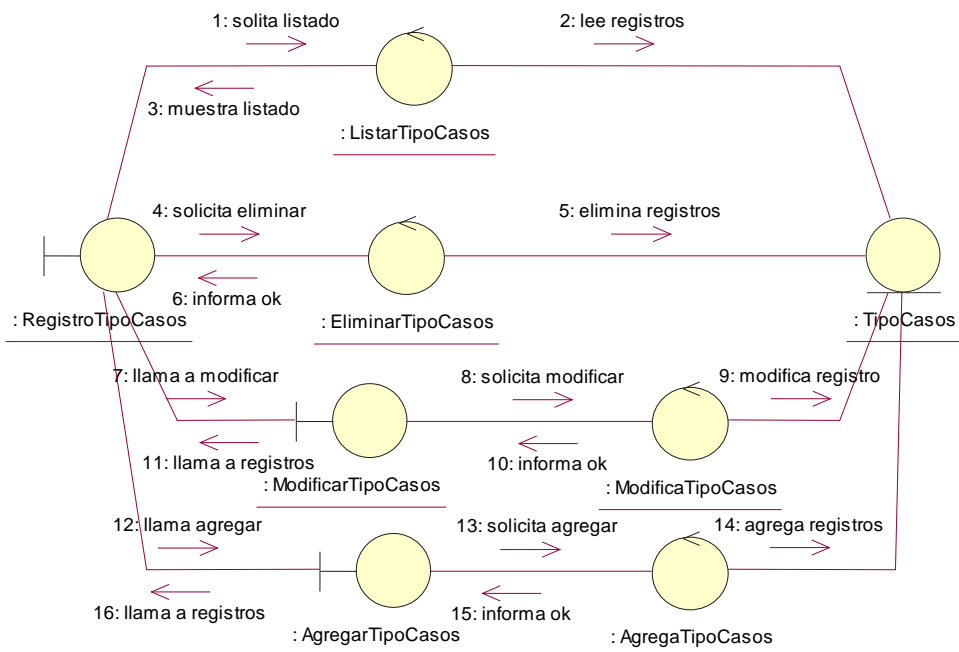 1: solita listado
2: lee registros
3: muestra listado
: ListarTipoCasos
4: solicita eliminar
5: elimina registros
6: informa ok
: RegistroTipoCasos
: EliminarTipoCasos
: TipoCasos
7: llama a modificar
8: solicita modificar
9: modifica registro
11: llama a registros
10: informa ok
: ModificarTipoCasos
: ModificaTipoCasos
12: llama agregar
13: solicita agregar
14: agrega registros
16: llama a registros
15: informa ok
: AgregarTipoCasos
: AgregaTipoCasos